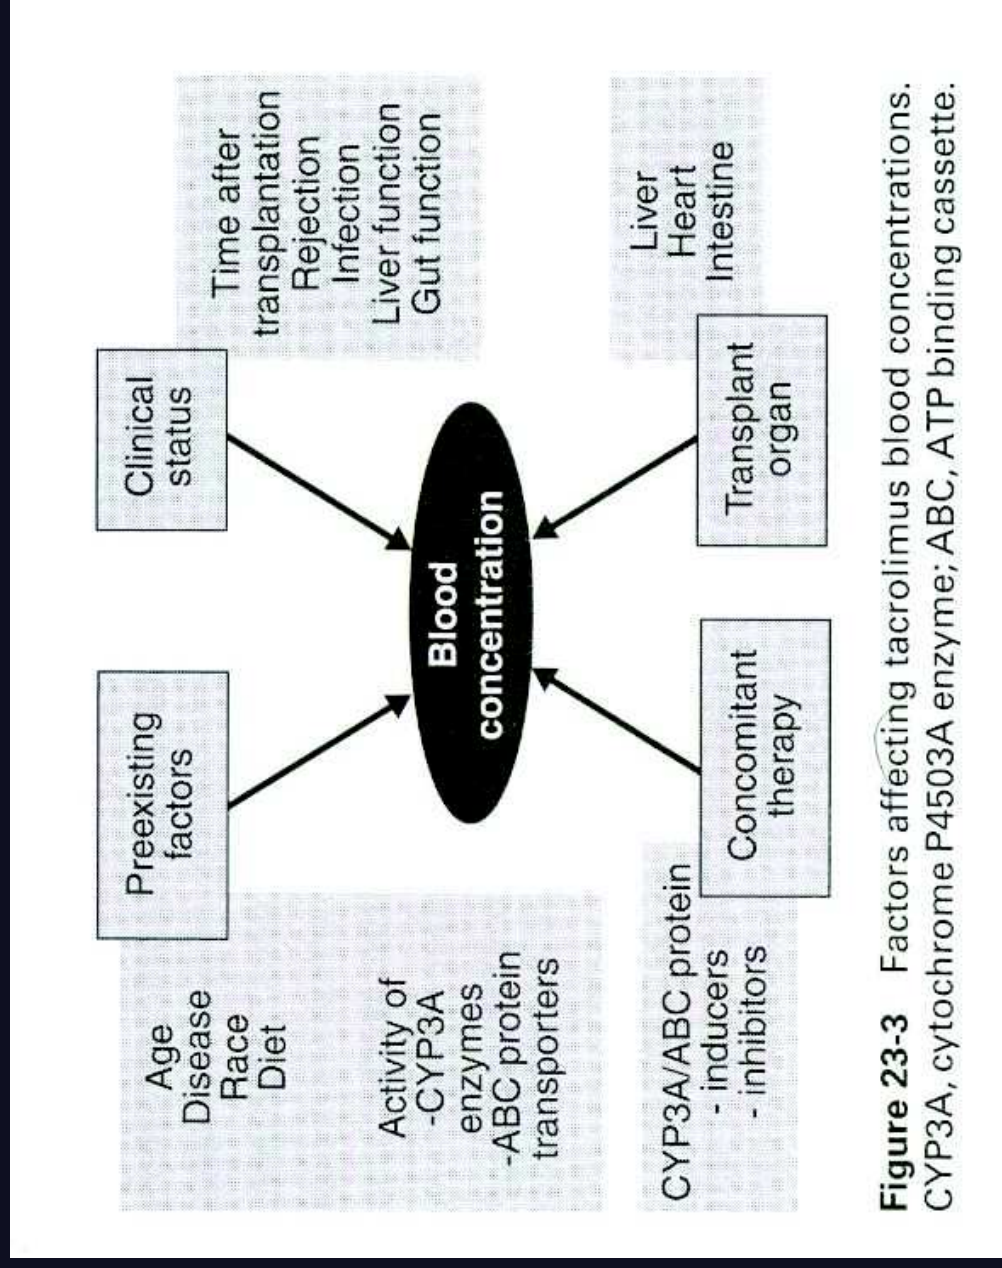 Age
Disease
Race
Diet
Activity of
-CYP3A
enzymes
-ABC protein
transporters
Preexisting
factors
Clinical
status
Time after
transplantation
Rejection
Infection
Liver function
Gut function
Blood
concentration
CYP3A/ABC protein
- inducers
- inhibitors
Concomitant
therapy
Transplant
organ
Liver
Heart
Intestine
Figure 23-3 Factors affecting tacrolimus blood concentrations.
CYP3A, cytochrome P4503A enzyme; ABC, ATP binding cassette.